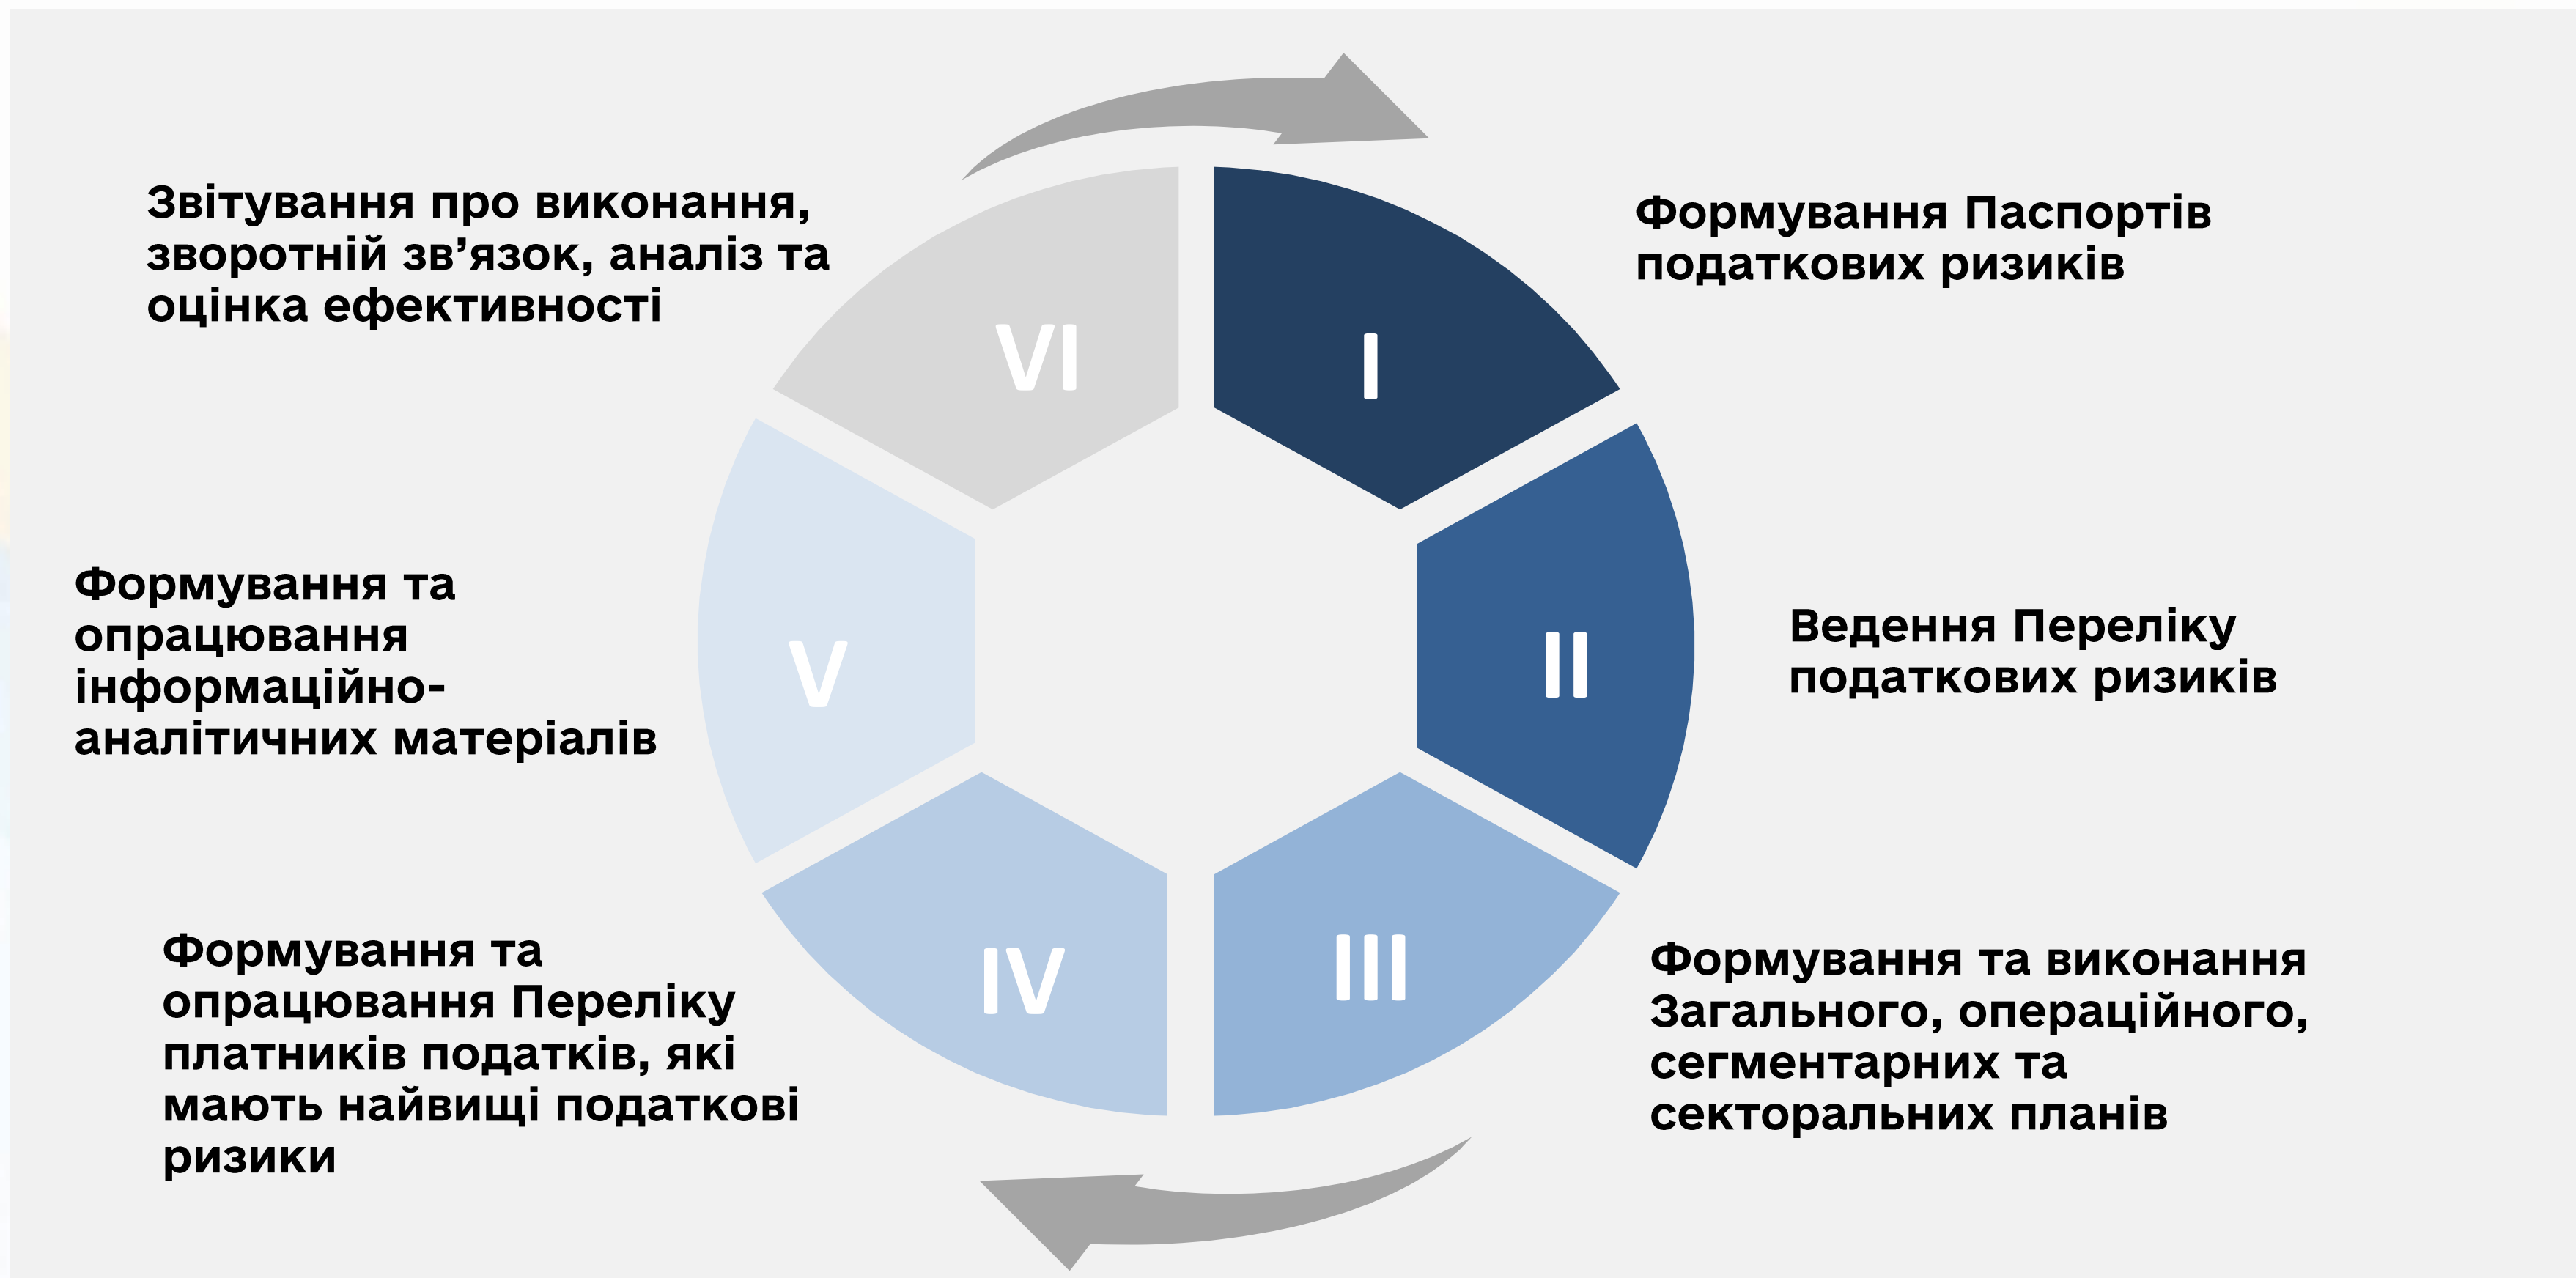 Звітування про виконання,
зворотній зв’язок, аналіз та
оцінка ефективності
Формування Паспортів
податкових ризиків
VI
I
Формування та
опрацювання
інформаційно-
аналітичних матеріалів
V
II
Ведення Переліку
податкових ризиків
Формування та
опрацювання Переліку
платників податків, які
мають найвищі податкові
ризики
IV
III
Формування та виконання
Загального, операційного,
сегментарних та
секторальних планів